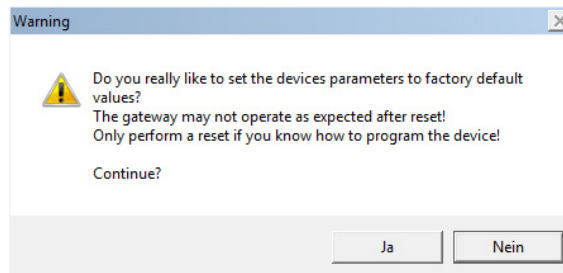 Warning
Do you really like to set the devices parameters to factory default
values?
The gateway may not operate as expected after reset!
Only perform a reset if you know how to program the device!
Continue?
Ja
Nein